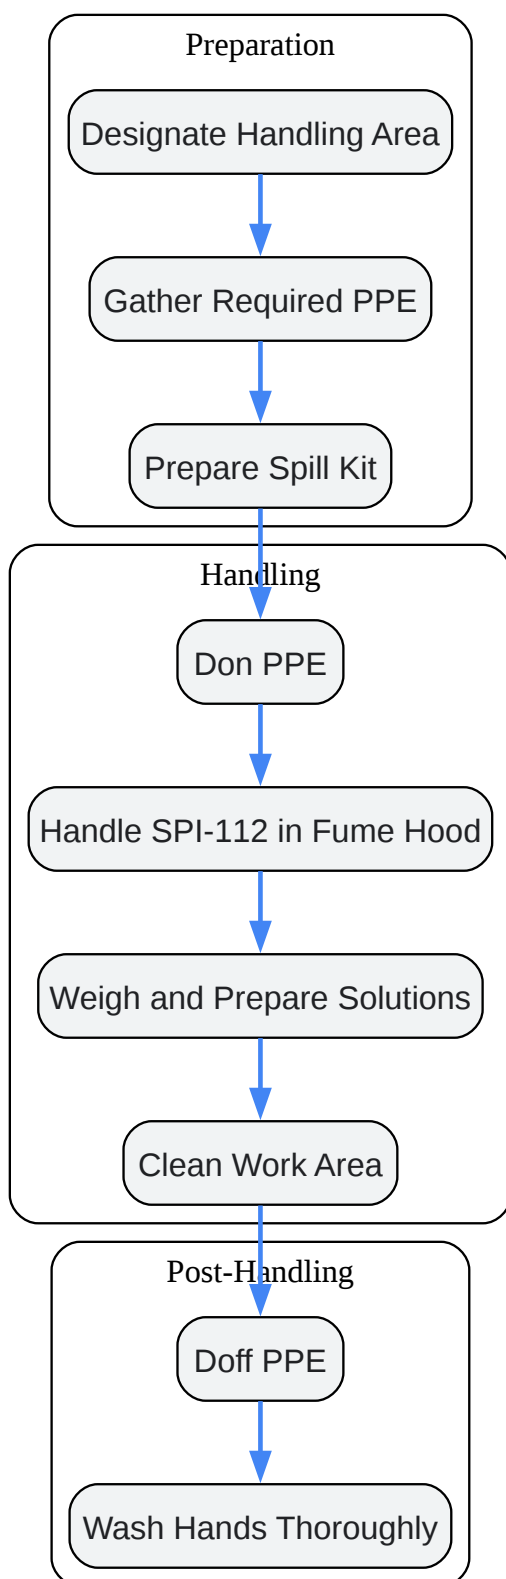 Preparation
Designate Handling Area
Gather Required PPE
Prepare Spill Kit
Handling
Don PPE
Handle SPI-112 in Fume Hood
Weigh and Prepare Solutions
Clean Work Area
Post-Handling
Doff PPE
Wash Hands Thoroughly